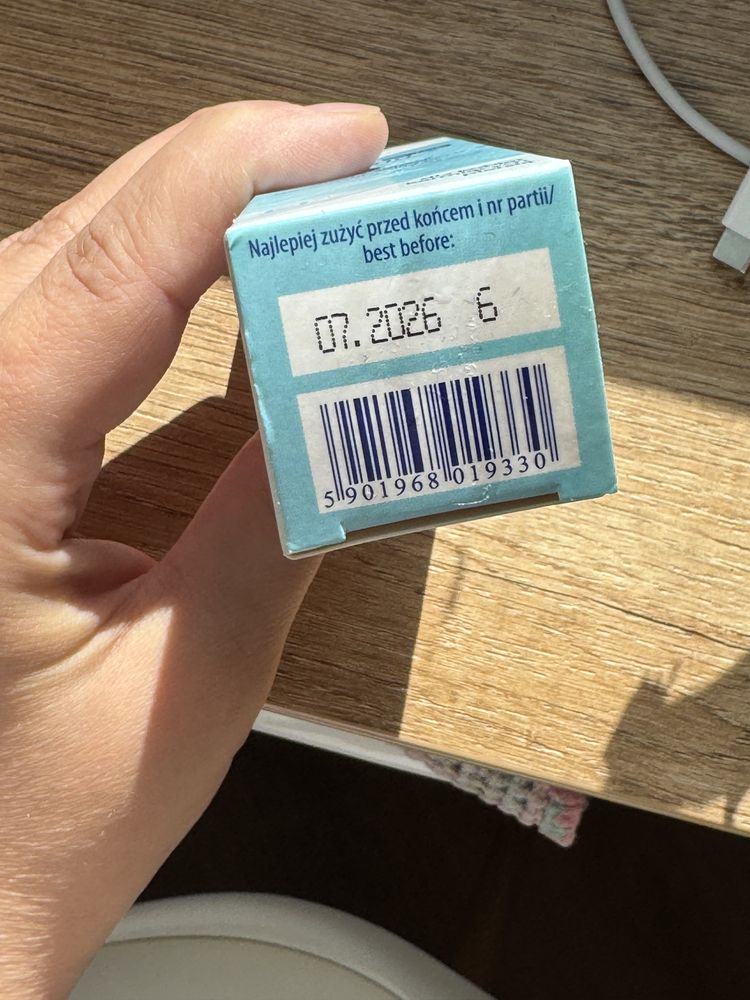 Najlepiej zużyć przed końcem i nr partii/
best before:
07.2026 6
5 901968 019330